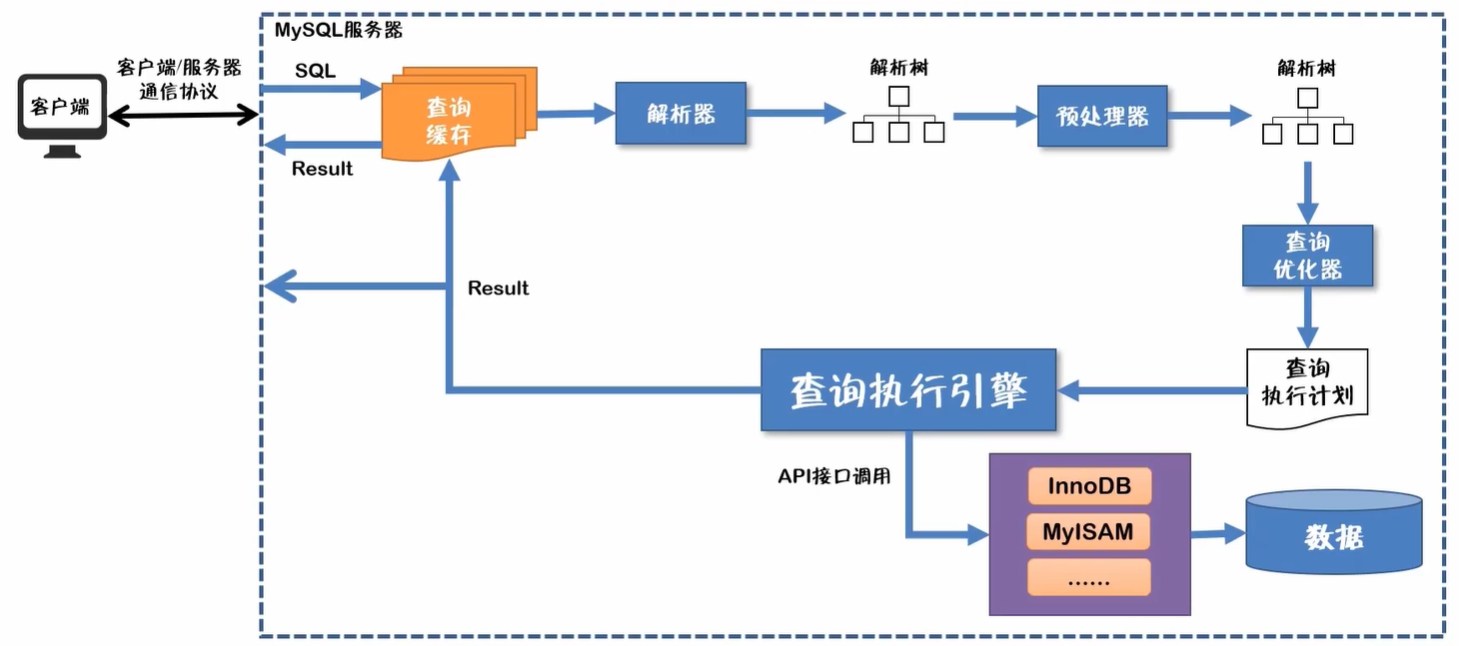 MySQL服务器
客户端
客户端/服务器
通信协议
SQL
Result
查询
缓存
解析器
解析树
预处理器
解析树
查询
优化器
查询
执行计划
查询执行引擎
Result
API接口调用
InnoDB
MyISAM
......
数据